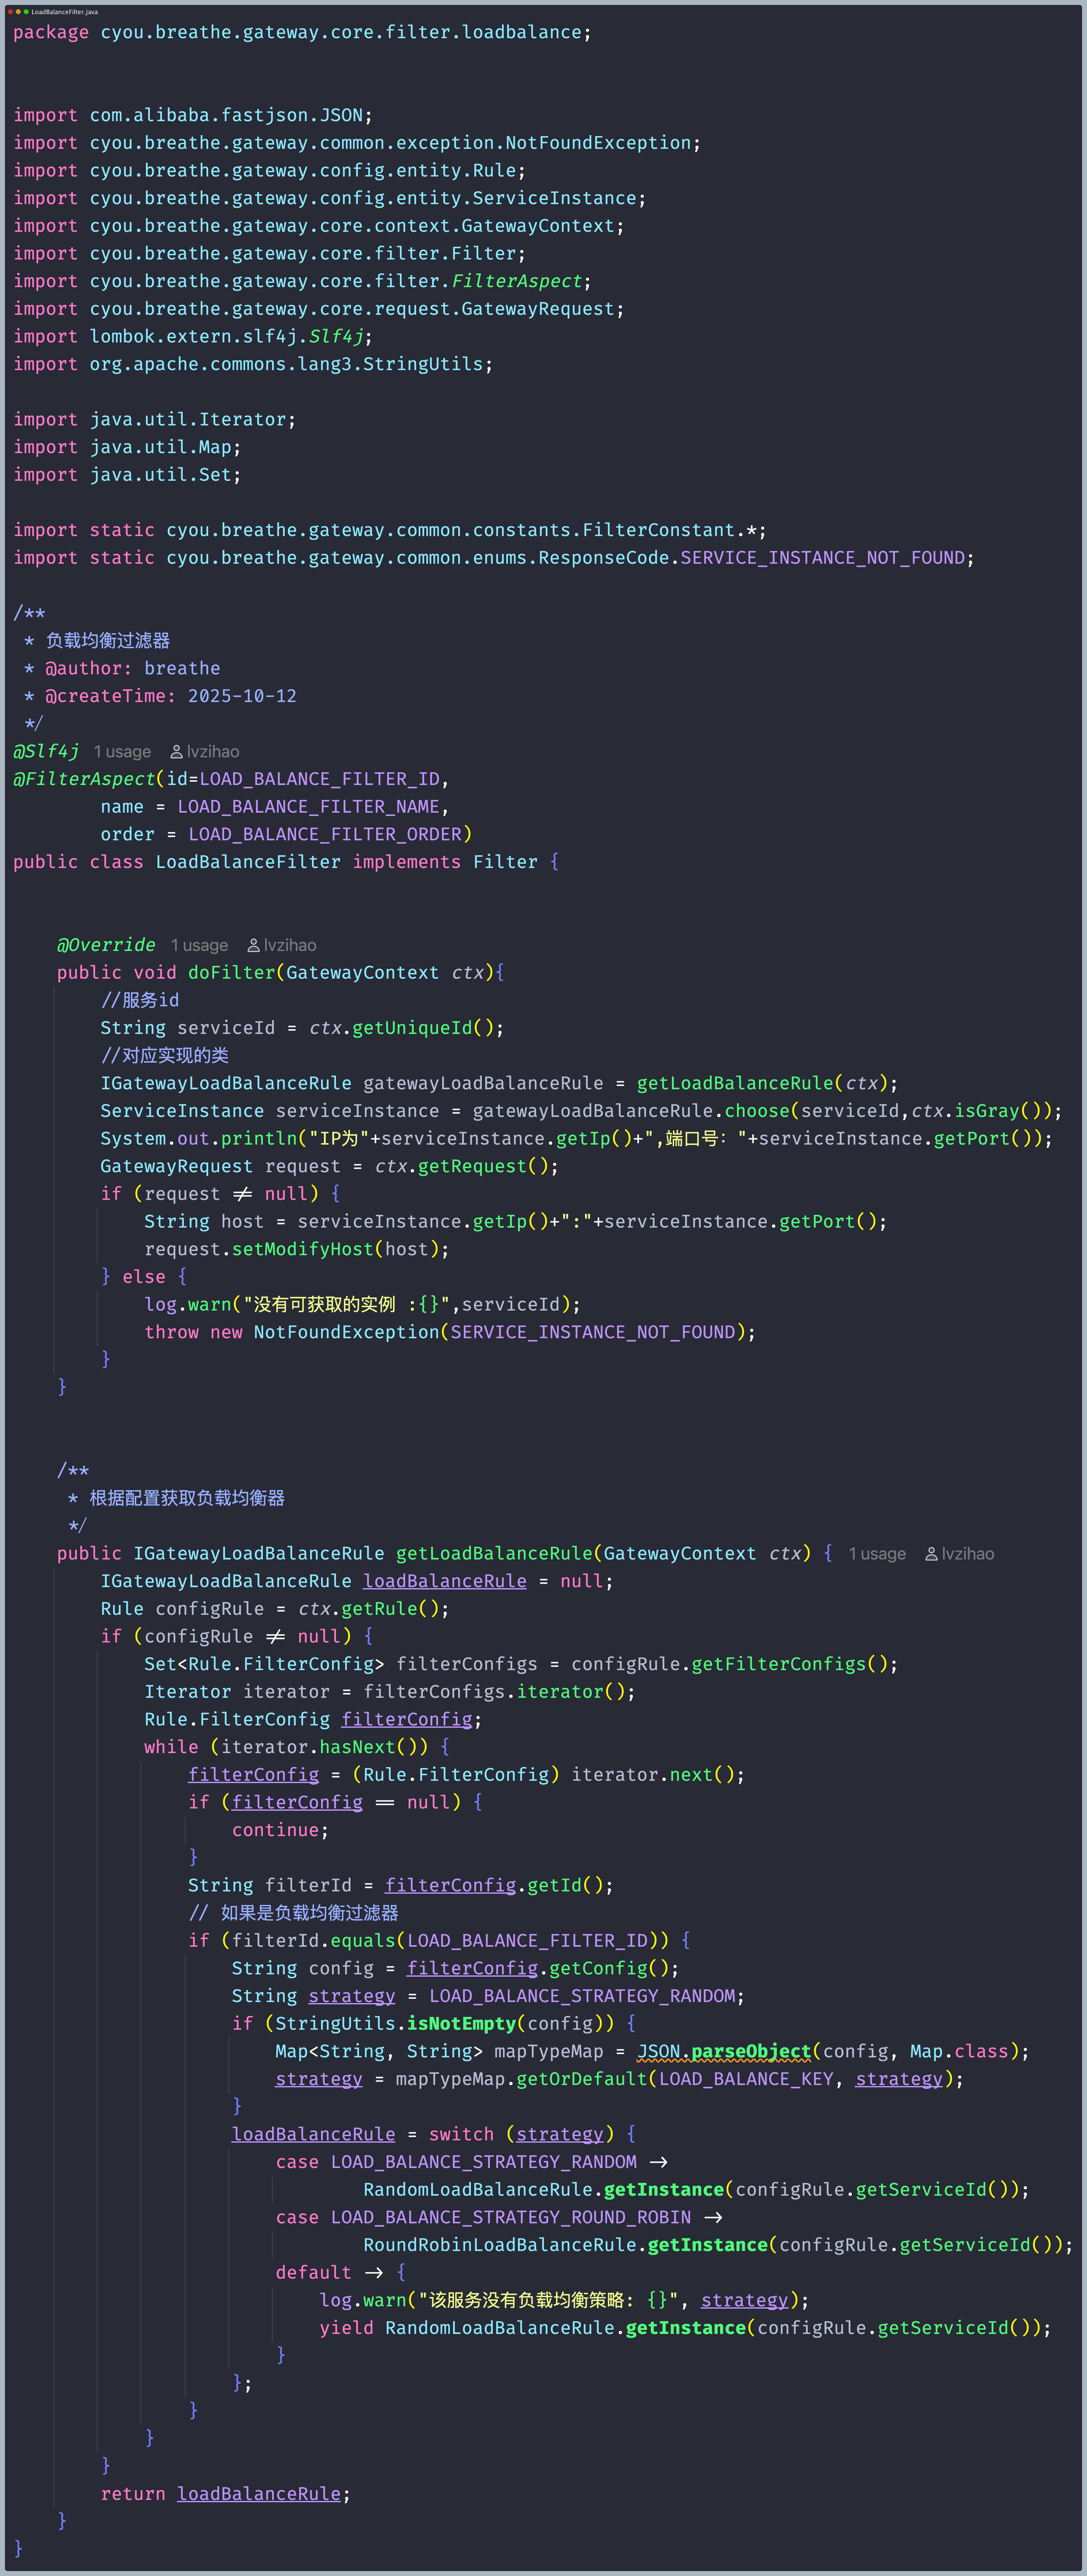 LoadBalanceFilter.java
package cyou.breathe.gateway.core.filter.loadbalance;
import com.alibaba.fastjson.JSON;
import cyou.breathe.gateway.common.exception.NotFoundException;
import cyou.breathe.gateway.config.entity.Rule;
import cyou.breathe.gateway.config.entity.ServiceInstance;
import cyou.breathe.gateway.core.context.GatewayContext;
import cyou.breathe.gateway.core.filter.Filter;
import cyou.breathe.gateway.core.filter.FilterAspect;
import cyou.breathe.gateway.core.request.GatewayRequest;
import lombok.extern.slf4j.Slf4j;
import org.apache.commons.lang3.StringUtils;
import java.util.Iterator;
import java.util.Map;
import java.util.Set;
import static cyou.breathe.gateway.common.constants.FilterConstant.*;
import static cyou.breathe.gateway.common.enums.ResponseCode.SERVICE_INSTANCE_NOT_FOUND;
/**
 * 负载均衡过滤器
 * @author: breathe
 * @createTime: 2025-10-12
 */
@Slf4j 1 usage lvzihao
@FilterAspect(id=LOAD_BALANCE_FILTER_ID,
        name = LOAD_BALANCE_FILTER_NAME,
        order = LOAD_BALANCE_FILTER_ORDER)
public class LoadBalanceFilter implements Filter {
    @Override 1 usage lvzihao
    public void doFilter(GatewayContext ctx){
        //服务id
        String serviceId = ctx.getUniqueId();
        //对应实现的类
        IGatewayLoadBalanceRule gatewayLoadBalanceRule = getLoadBalanceRule(ctx);
        ServiceInstance serviceInstance = gatewayLoadBalanceRule.choose(serviceId,ctx.isGray());
        System.out.println("IP为"+serviceInstance.getIp()+",端口号："+serviceInstance.getPort());
        GatewayRequest request = ctx.getRequest();
        if (request != null) {
            String host = serviceInstance.getIp()+":"+serviceInstance.getPort();
            request.setModifyHost(host);
        } else {
            log.warn("没有可获取的实例 :{}",serviceId);
            throw new NotFoundException(SERVICE_INSTANCE_NOT_FOUND);
        }
    }
    /**
     * 根据配置获取负载均衡器
     */
    public IGatewayLoadBalanceRule getLoadBalanceRule(GatewayContext ctx) { 1 usage lvzihao
        IGatewayLoadBalanceRule loadBalanceRule = null;
        Rule configRule = ctx.getRule();
        if (configRule != null) {
            Set<Rule.FilterConfig> filterConfigs = configRule.getFilterConfigs();
            Iterator iterator = filterConfigs.iterator();
            Rule.FilterConfig filterConfig;
            while (iterator.hasNext()) {
                filterConfig = (Rule.FilterConfig) iterator.next();
                if (filterConfig == null) {
                    continue;
                }
                String filterId = filterConfig.getId();
                // 如果是负载均衡过滤器
                if (filterId.equals(LOAD_BALANCE_FILTER_ID)) {
                    String config = filterConfig.getConfig();
                    String strategy = LOAD_BALANCE_STRATEGY_RANDOM;
                    if (StringUtils.isNotEmpty(config)) {
                        Map<String, String> mapTypeMap = JSON.parseObject(config, Map.class);
                        strategy = mapTypeMap.getOrDefault(LOAD_BALANCE_KEY, strategy);
                    }
                    loadBalanceRule = switch (strategy) {
                        case LOAD_BALANCE_STRATEGY_RANDOM ->
                                RandomLoadBalanceRule.getInstance(configRule.getServiceId());
                        case LOAD_BALANCE_STRATEGY_ROUND_ROBIN ->
                                RoundRobinLoadBalanceRule.getInstance(configRule.getServiceId());
                        default -> {
                            log.warn("该服务没有负载均衡策略: {}", strategy);
                            yield RandomLoadBalanceRule.getInstance(configRule.getServiceId());
                        }
                    };
                }
            }
        }
        return loadBalanceRule;
    }
}